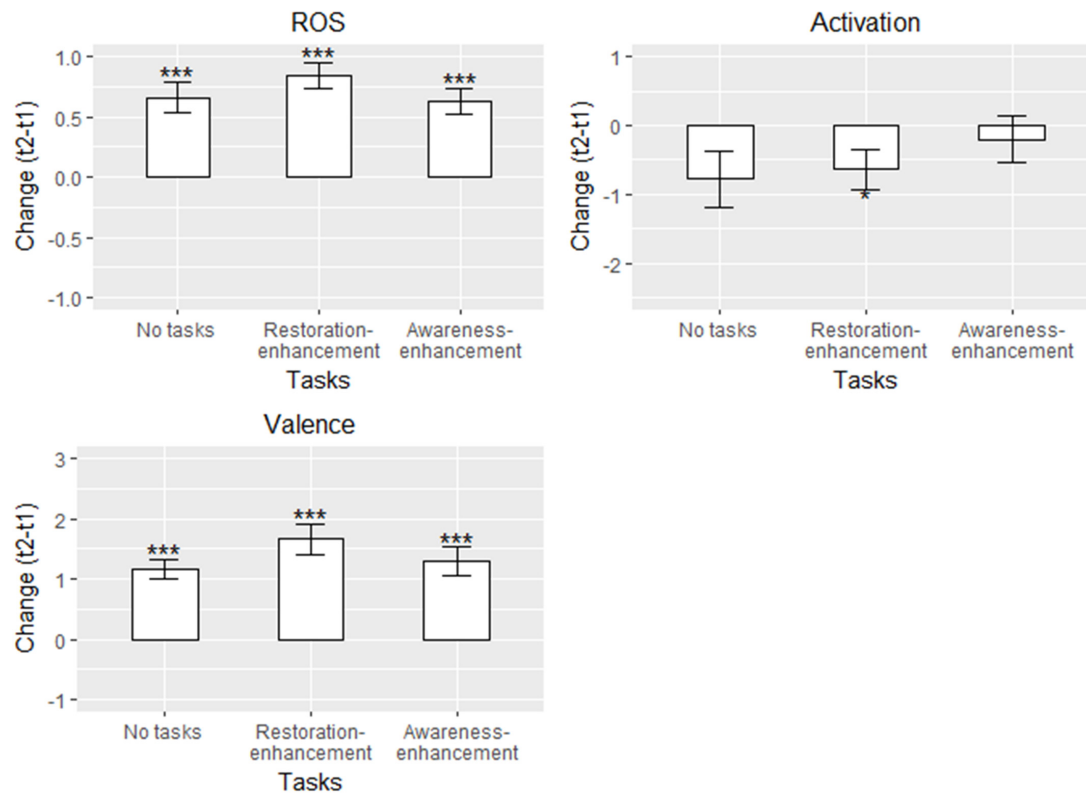 ROS
Change (t2-t1)
1.0
0.5
0.0
-0.5
-1.0
***
***
***
No tasks
Restoration-
enhancement
Awareness-
enhancement
Tasks
Activation
Change (t2-t1)
1
0
-1
-2
*
No tasks
Restoration-
enhancement
Awareness-
enhancement
Tasks
Valence
Change (t2-t1)
3
2
1
0
-1
***
***
***
No tasks
Restoration-
enhancement
Awareness-
enhancement
Tasks